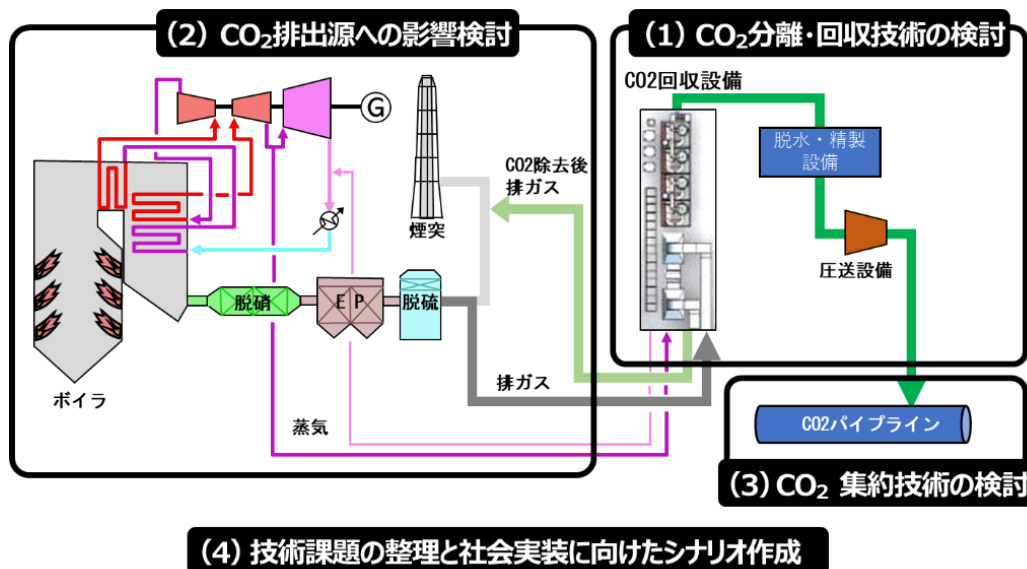 (2) CO₂排出源への影響検討
(1) CO₂分離・回収技術の検討
G
CO2回収設備
脱水・精製
設備
CO2除去後
排ガス
煙突
圧送設備
脱硝
EP
脱硫
ボイラ
排ガス
蒸気
CO2パイプライン
(3) CO₂ 集約技術の検討
(4) 技術課題の整理と社会実装に向けたシナリオ作成